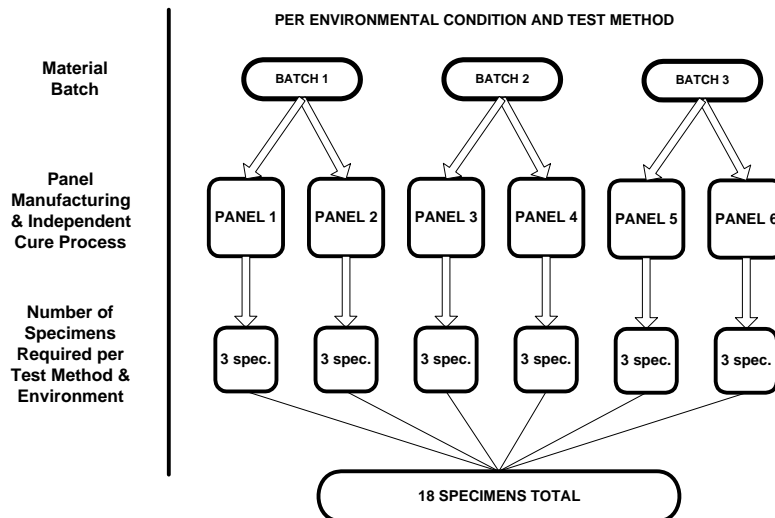 PER ENVIRONMENTAL CONDITION AND TEST METHOD
Material
Batch
BATCH 1
BATCH 2
BATCH 3
Panel
Manufacturing
& Independent
Cure Process
PANEL 1
PANEL 2
PANEL 3
PANEL 4
PANEL 5
PANEL 6
Number of
Specimens
Required per
Test Method &
Environment
3 spec.
3 spec.
3 spec.
3 spec.
3 spec.
3 spec.
18 SPECIMENS TOTAL